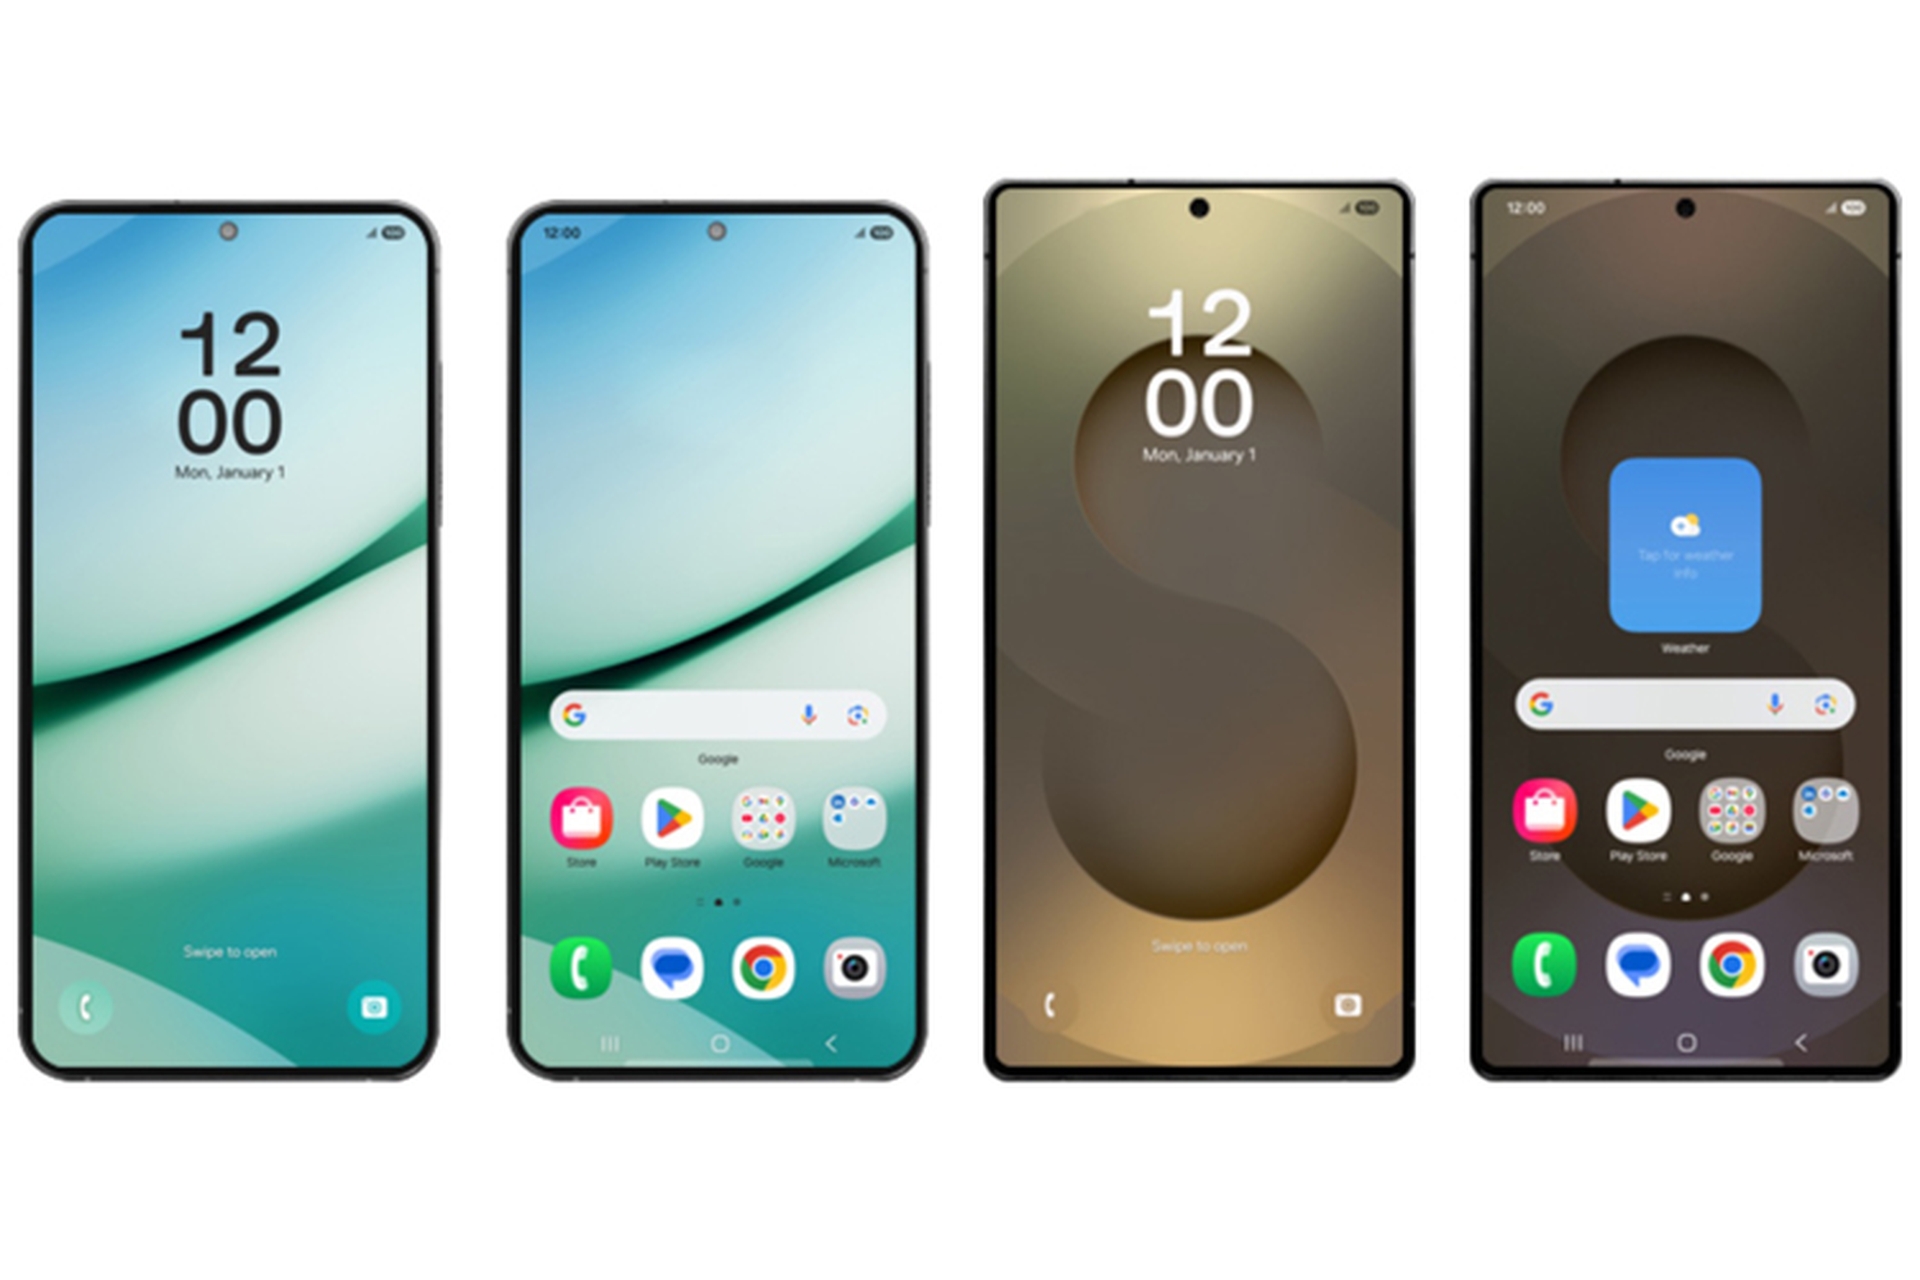 12
00
Mon, January 1
Swipe to open
12:00
Google
Store
Play Store
Google
Microsoft
12
00
Mon, January 1
Swipe to open
12:00
Tap for weather
info
Weather
Google
Store
Play Store
Google
Microsoft